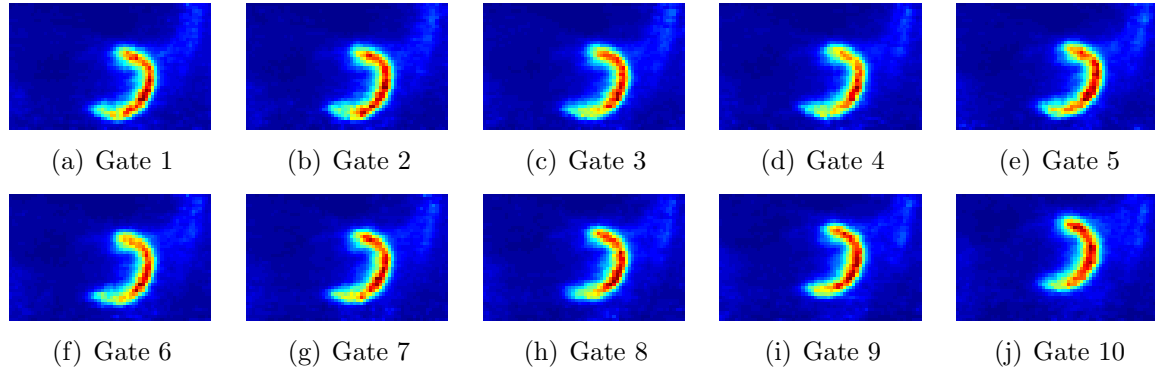 (a) Gate 1 (b) Gate 2 (c) Gate 3 (d) Gate 4 (e) Gate 5
(f) Gate 6 (g) Gate 7 (h) Gate 8 (i) Gate 9 (j) Gate 10